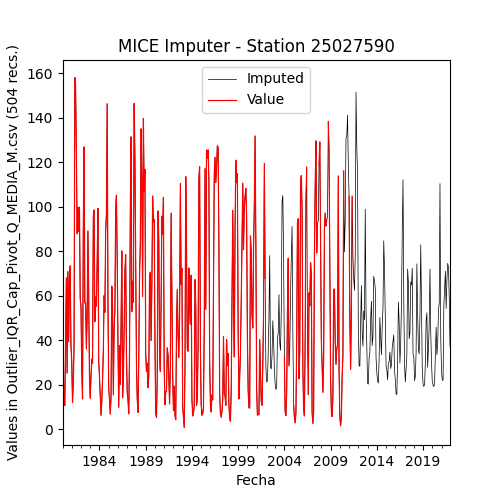 MICE Imputer - Station 25027590
Imputed
Value
Values in Outlier_IQR_Cap_Pivot_Q_MEDIA_M.csv (504 recs.)
160
140
120
100
80
60
40
20
0
1984 1989 1994 1999 2004 2009 2014 2019
Fecha